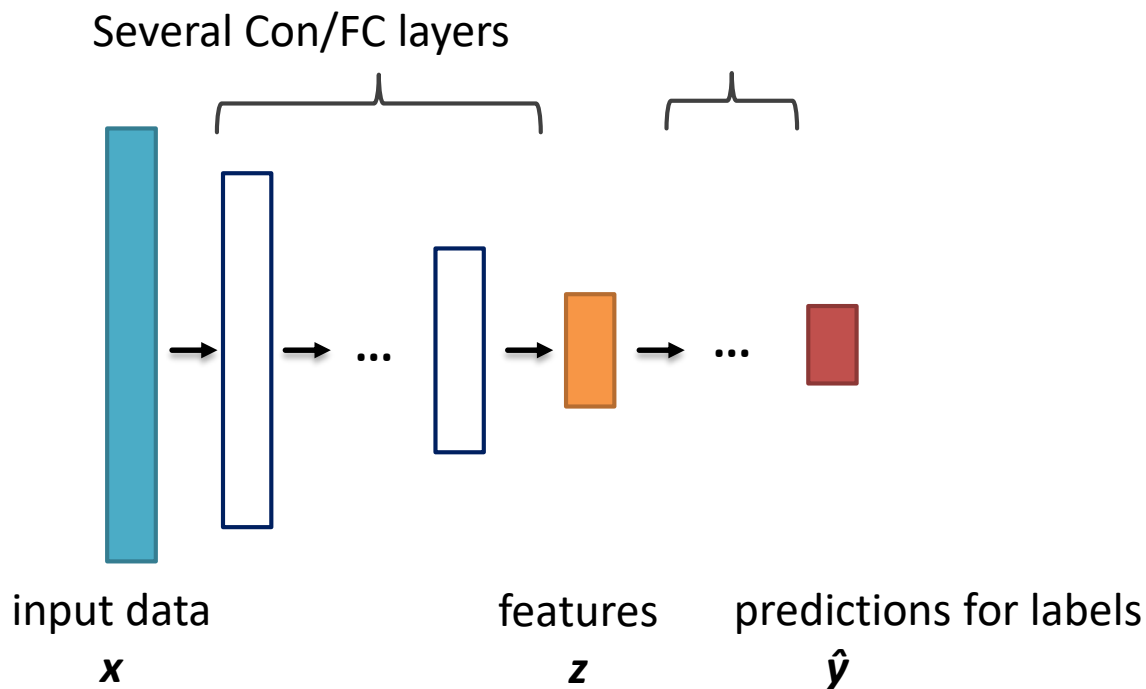 Several Con/FC layers
...
...
input data
features
predictions for labels
x
z
ŷ